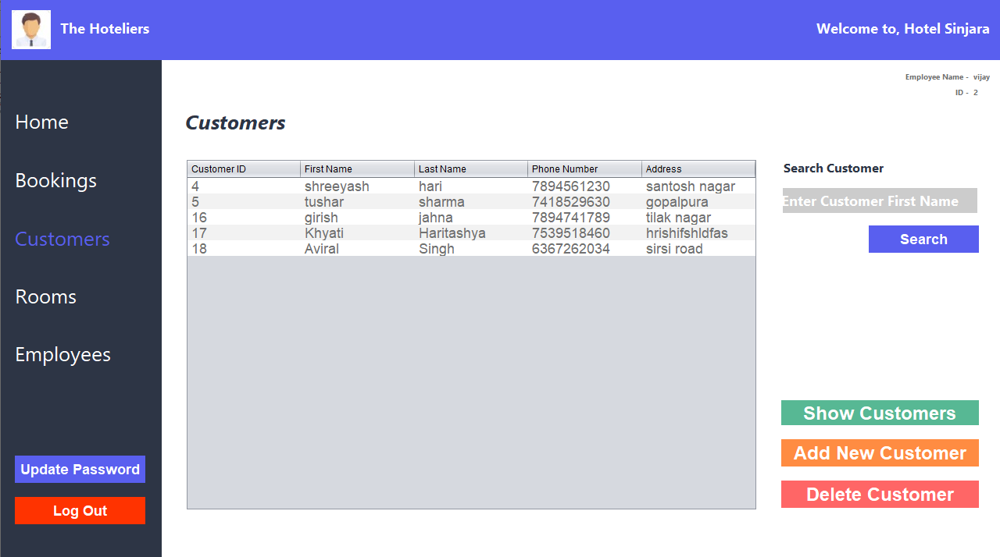 The Hoteliers
Welcome to, Hotel Sinjara
Employee Name - vijay
ID - 2
Home
Bookings
Customers
Rooms
Employees
Update Password
Log Out
Customers
Customer ID First Name Last Name Phone Number Address
4 shreeyash hari 7894561230 santosh nagar
5 tushar sharma 7418529630 gopalpura
16 girish jahna 7894741789 tilak nagar
17 Khyati Haritashya 7539518460 hrishifshldfas
18 Aviral Singh 6367262034 sirsi road
Search Customer
Enter Customer First Name
Search
Show Customers
Add New Customer
Delete Customer